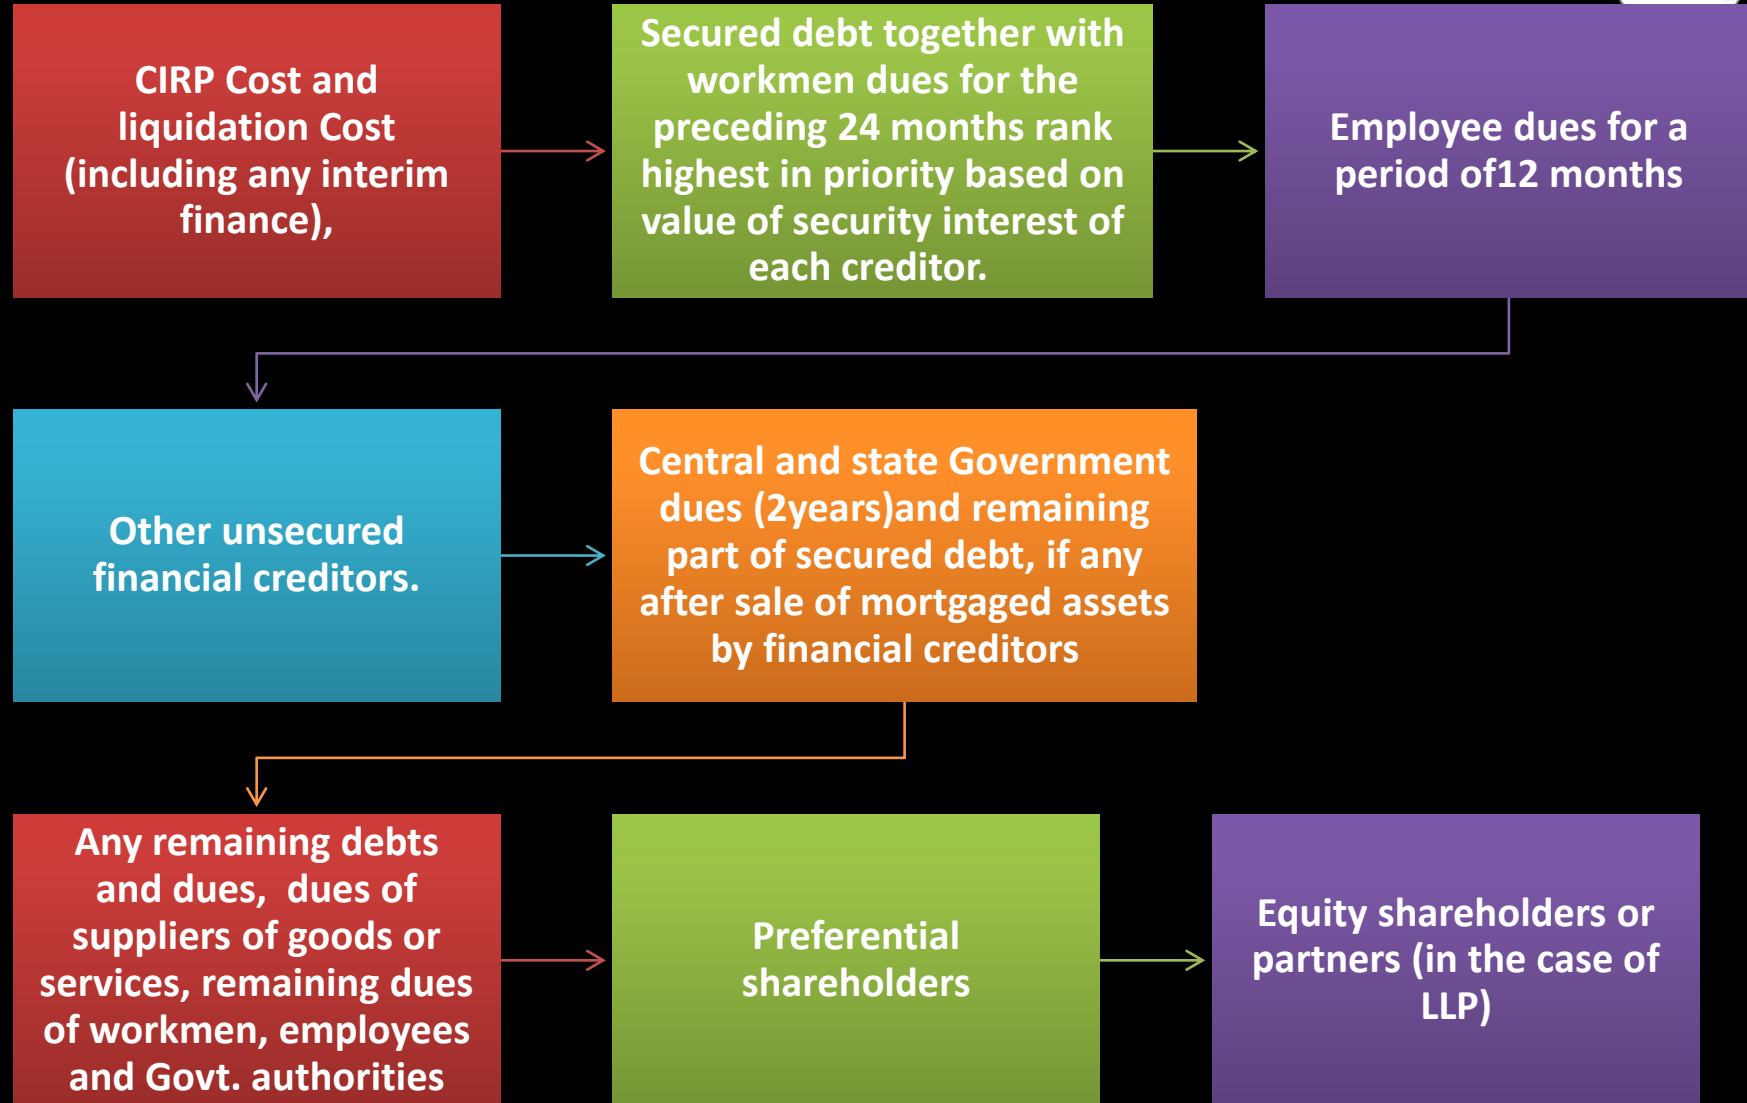 CIRP Cost and
liquidation Cost
(including any interim
finance),
Secured debt together with
workmen dues for the
preceding 24 months rank
highest in priority based on
value of security interest of
each creditor.
Employee dues for a
period of12 months
Other unsecured
financial creditors.
Central and state Government
dues (2years)and remaining
part of secured debt, if any
after sale of mortgaged assets
by financial creditors
Any remaining debts
and dues,  dues of
suppliers of goods or
services, remaining dues
of workmen, employees
and Govt. authorities
Preferential
shareholders
Equity shareholders or
partners (in the case of
LLP)